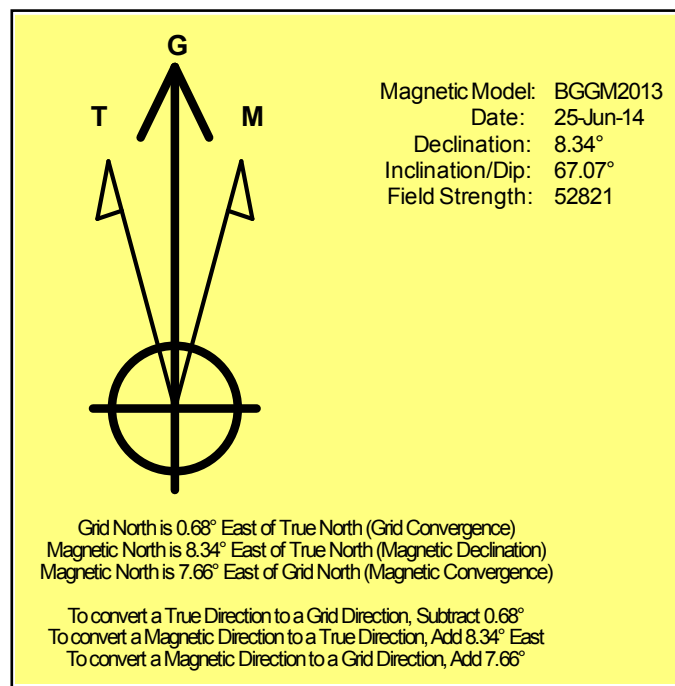 G
T
M
Magnetic Model: BGGM2013
Date: 25-Jun-14
Declination: 8.34°
Inclination/Dip: 67.07°
Field Strength: 52821
Grid North is 0.68° East of True North (Grid Convergence)
Magnetic North is 8.34° East of True North (Magnetic Declination)
Magnetic North is 7.66° East of Grid North (Magnetic Convergence)
To convert a True Direction to a Grid Direction, Subtract 0.68°
To convert a Magnetic Direction to a True Direction, Add 8.34° East
To convert a Magnetic Direction to a Grid Direction, Add 7.66°